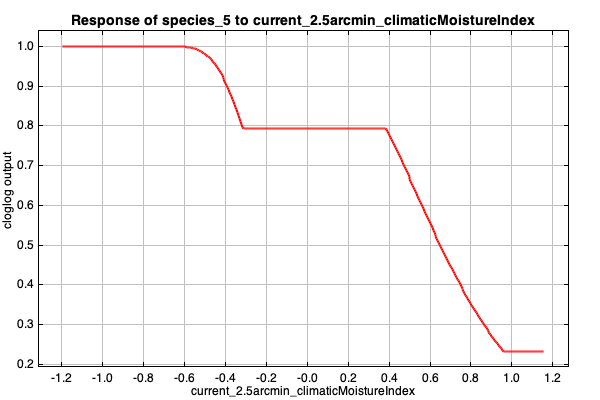 Response of species_5 to current_2.5arcmin_climaticMoistureIndex
cloglog output
1.0
0.9
0.8
0.7
0.6
0.5
0.4
0.3
0.2
-1.2 -1.0 -0.8 -0.6 -0.4 -0.2 -0.0 0.2 0.4 0.6 0.8 1.0 1.2
current_2.5arcmin_climaticMoistureIndex